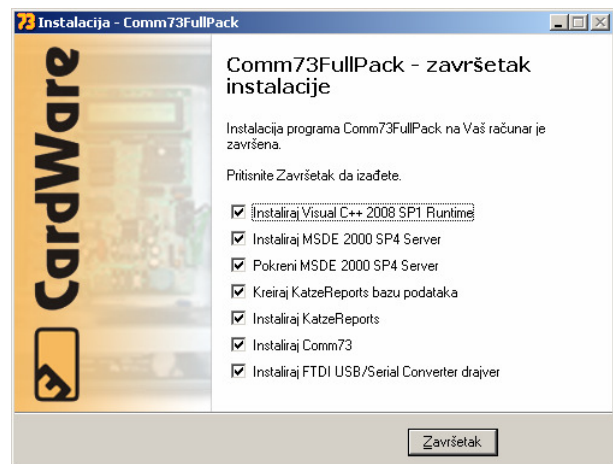 73 Instalacija - Comm73FullPack
CardWare
Comm73FullPack - završetak
instalacije
Instalacija programa Comm73FullPack na Vaš računar je
završena.
Pritisnite Završetak da izađete.
Instaliraj Visual C++ 2008 SP1 Runtime
Instaliraj MSDE 2000 SP4 Server
Pokreni MSDE 2000 SP4 Server
Kreiraj KatzeReports bazu podataka
Instaliraj KatzeReports
Instaliraj Comm73
Instaliraj FTDI USB/Serial Converter drajver
Završetak